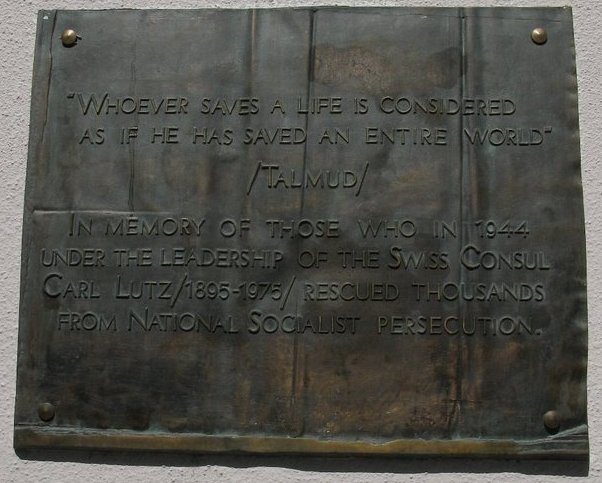 "WHOEVER SAVES A LIFE IS CONSIDERED
AS IF HE HAS SAVED AN ENTIRE WORLD"
/TALMUD/
IN MEMORY OF THOSE WHO IN 1944
UNDER THE LEADERSHIP OF THE SWISS CONSUL
CARL LUTZ/1895-1975/ RESCUED THOUSANDS
FROM NATIONAL SOCIALIST PERSECUTION.